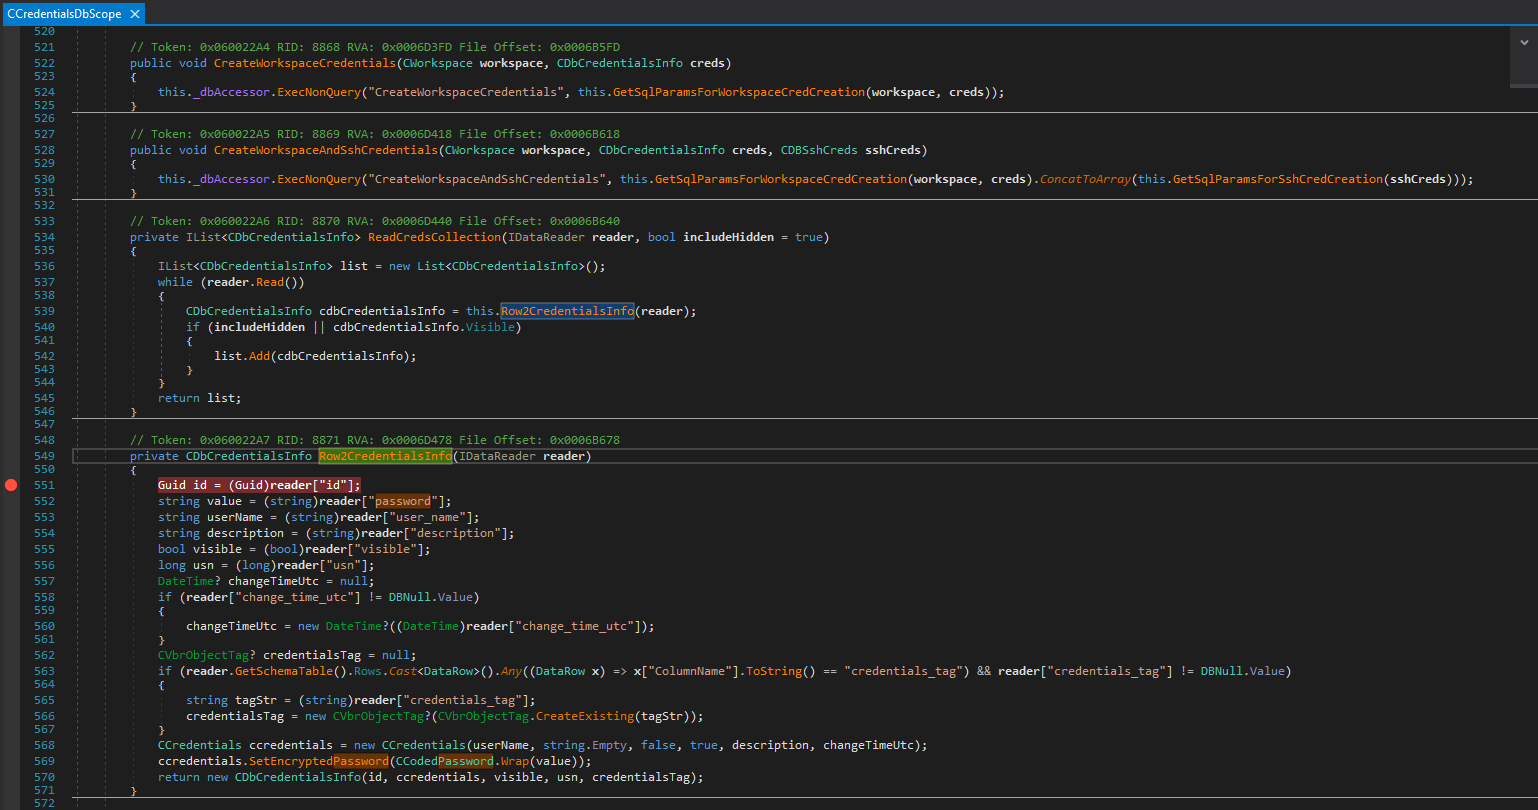 CCredentialsDbScope ×
520
521 // Token: 0x060022A4 RID: 8868 RVA: 0x0006D3FD File Offset: 0x0006B5FD
522 public void CreateWorkspaceCredentials(CWorkspace workspace, CDbCredentialsInfo creds)
523 {
524 this._dbAccessor.ExecNonQuery("CreateWorkspaceCredentials", this.GetSqlParamsForWorkspaceCredCreation(workspace, creds));
525 }
526
527 // Token: 0x060022A5 RID: 8869 RVA: 0x0006D418 File Offset: 0x0006B618
528 public void CreateWorkspaceAndSshCredentials(CWorkspace workspace, CDbCredentialsInfo creds, CDBSshCreds sshCreds)
529 {
530 this._dbAccessor.ExecNonQuery("CreateWorkspaceAndSshCredentials", this.GetSqlParamsForWorkspaceCredCreation(workspace, creds).ConcatToArray(this.GetSqlParamsForSshCredCreation(sshCreds)));
531 }
532
533 // Token: 0x060022A6 RID: 8870 RVA: 0x0006D440 File Offset: 0x0006B640
534 private IList<CDbCredentialsInfo> ReadCredsCollection(IDataReader reader, bool includeHidden = true)
535 {
536 IList<CDbCredentialsInfo> list = new List<CDbCredentialsInfo>();
537 while (reader.Read())
538 {
539 CDbCredentialsInfo cdbCredentialsInfo = this.Row2CredentialsInfo(reader);
540 if (includeHidden || cdbCredentialsInfo.Visible)
541 {
542 list.Add(cdbCredentialsInfo);
543 }
544 }
545 return list;
546 }
547
548 // Token: 0x060022A7 RID: 8871 RVA: 0x0006D478 File Offset: 0x0006B678
549 private CDbCredentialsInfo Row2CredentialsInfo(IDataReader reader)
550 {
551 Guid id = (Guid)reader["id"];
552 string value = (string)reader["password"];
553 string userName = (string)reader["user_name"];
554 string description = (string)reader["description"];
555 bool visible = (bool)reader["visible"];
556 long usn = (long)reader["usn"];
557 DateTime? changeTimeUtc = null;
558 if (reader["change_time_utc"] != DBNull.Value)
559 {
560 changeTimeUtc = new DateTime?((DateTime)reader["change_time_utc"]);
561 }
562 CVbrObjectTag? credentialsTag = null;
563 if (reader.GetSchemaTable().Rows.Cast<DataRow>().Any((DataRow x) => x["ColumnName"].ToString() == "credentials_tag") && reader["credentials_tag"] != DBNull.Value)
564 {
565 string tagStr = (string)reader["credentials_tag"];
566 credentialsTag = new CVbrObjectTag?(CVbrObjectTag.CreateExisting(tagStr));
567 }
568 CCredentials ccredentials = new CCredentials(userName, string.Empty, false, true, description, changeTimeUtc);
569 ccredentials.SetEncryptedPassword(CCodedPassword.Wrap(value));
570 return new CDbCredentialsInfo(id, ccredentials, visible, usn, credentialsTag);
571 }
572